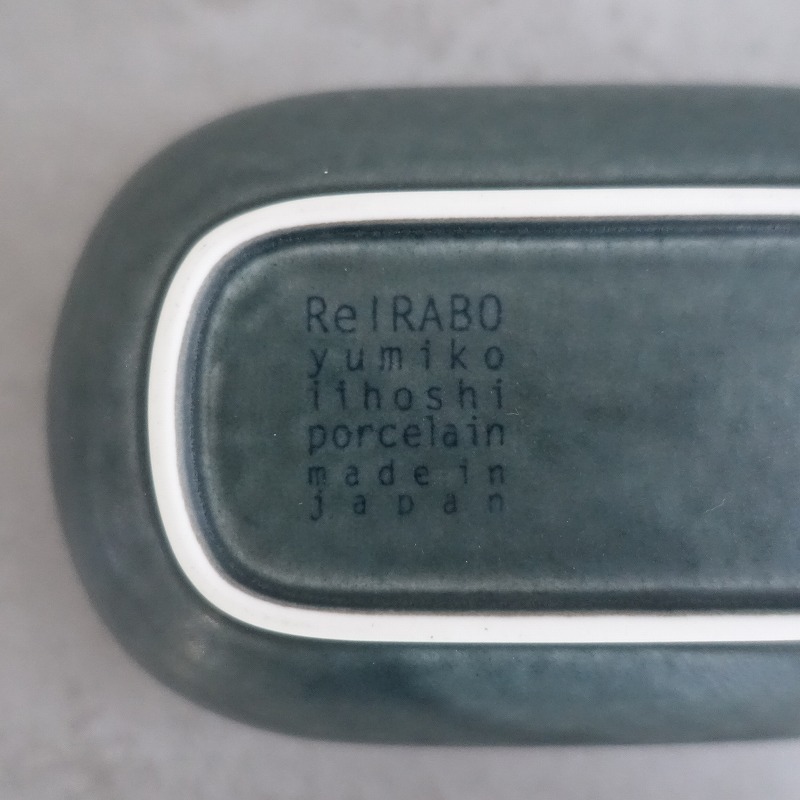 ReIRABO
yumiko
iihoshi
porcelain
made in
japan